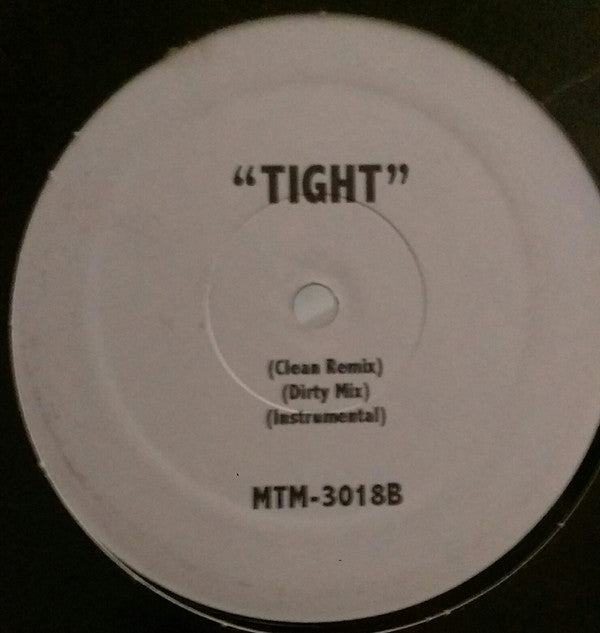 “TIGHT”
(Clean Remix)
(Dirty Mix)
(Instrumental)
MTM-3018B